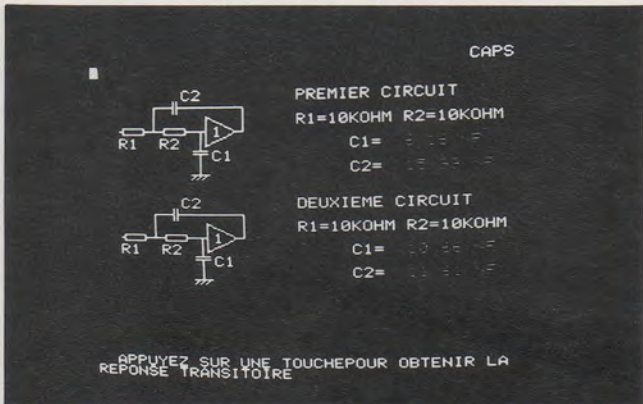 CAPS
PREMIER CIRCUIT
R1=10KOHM R2=10KOHM
C1=
C2=
C2
1
R1 R2 C1
DEUXIEME CIRCUIT
R1=10KOHM R2=10KOHM
C1=
C2=
C2
1
R1 R2 C1
APPUYEZ SUR UNE TOUCHEPOUR OBTENIR LA
REPONSE TRANSITOIRE